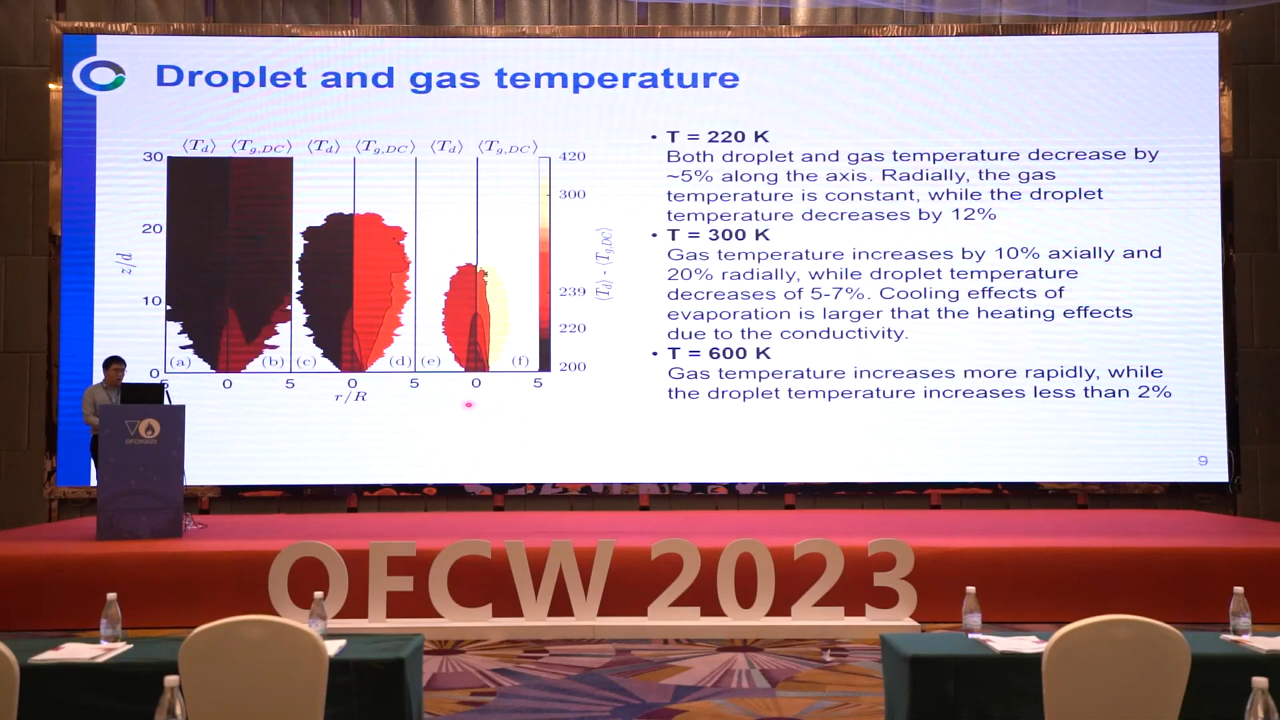 Droplet and gas temperature
⟨T_d⟩ ⟨T_g,DC⟩ ⟨T_d⟩ ⟨T_g,DC⟩ ⟨T_d⟩ ⟨T_g,DC⟩
30
20
10
0
z/d
(a) (b) (c) (d) (e) (f)
5 0 5 0 5 0 5
r/R
420
300
239
220
200
⟨T_d⟩ - ⟨T_g,DC⟩
• T = 220 K
Both droplet and gas temperature decrease by
~5% along the axis. Radially, the gas
temperature is constant, while the droplet
temperature decreases by 12%
• T = 300 K
Gas temperature increases by 10% axially and
20% radially, while droplet temperature
decreases of 5-7%. Cooling effects of
evaporation is larger that the heating effects
due to the conductivity.
• T = 600 K
Gas temperature increases more rapidly, while
the droplet temperature increases less than 2%
9
OFCW2023
OFCW 2023